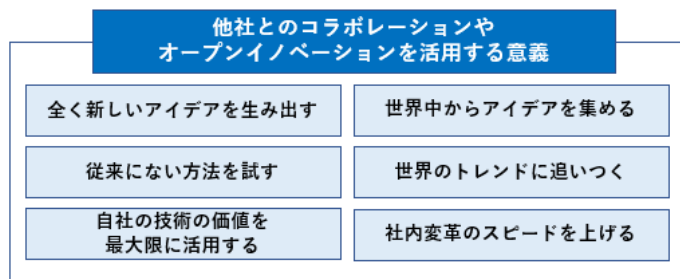 他社とのコラボレーションや
オープンイノベーションを活用する意義
全く新しいアイデアを生み出す
世界中からアイデアを集める
従来にない方法を試す
世界のトレンドに追いつく
自社の技術の価値を
最大限に活用する
社内変革のスピードを上げる